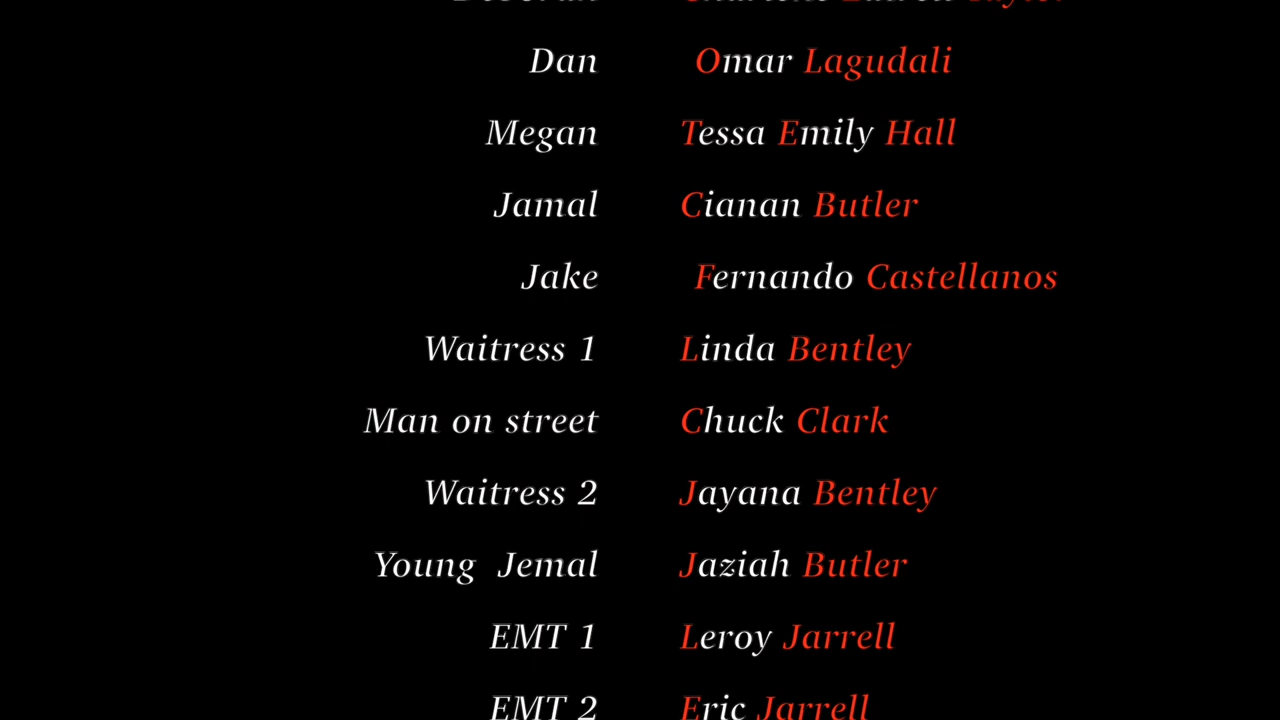 Dan Omar Lagudali
Megan Tessa Emily Hall
Jamal Cianan Butler
Jake Fernando Castellanos
Waitress 1 Linda Bentley
Man on street Chuck Clark
Waitress 2 Jayana Bentley
Young Jemal Jaziah Butler
EMT 1 Leroy Jarrell
EMT 2 Eric Jarrell